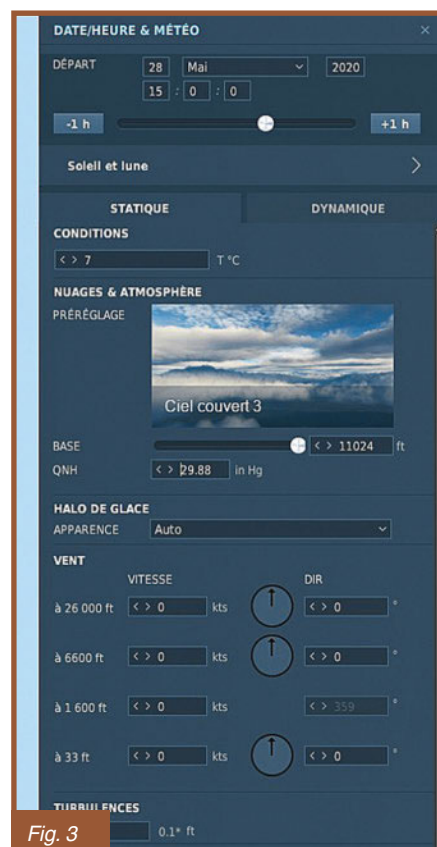 DATE/HEURE & MÉTÉO ×
DÉPART 28 Mai 2020
15 : 0 : 0
-1 h +1 h
Soleil et lune
STATIQUE DYNAMIQUE
CONDITIONS
< > 7 T °C
NUAGES & ATMOSPHÈRE
PRÉRÉGLAGE
Ciel couvert 3
BASE < > 11024 ft
QNH < > 29.88 in Hg
HALO DE GLACE
APPARENCE Auto
VENT
VITESSE DIR
à 26 000 ft < > 0 kts < > 0 °
à 6600 ft < > 0 kts < > 0 °
à 1 600 ft < > 0 kts < > 359 °
à 33 ft < > 0 kts < > 0 °
TURBULENCES
0.1* ft
Fig. 3